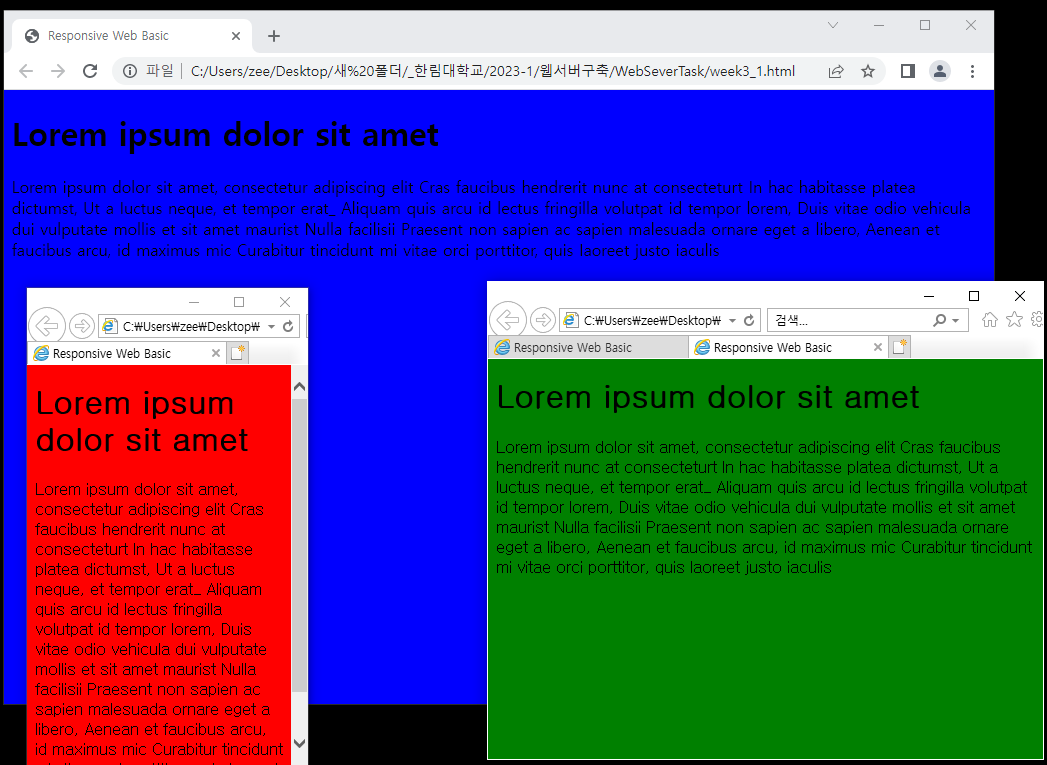 Responsive Web Basic
파일 C:/Users/zee/Desktop/새%20폴더/_한림대학교/2023-1/웹서버구축/WebSeverTask/week3_1.html
Lorem ipsum dolor sit amet
Lorem ipsum dolor sit amet, consectetur adipiscing elit Cras faucibus hendrerit nunc at consecteturt In hac habitasse platea
dictumst. Ut a luctus neque, et tempor erat_ Aliquam quis arcu id lectus fringilla volutpat id tempor lorem. Duis vitae odio vehicula
dui vulputate mollis et sit amet maurist Nulla facilisii Praesent non sapien ac sapien malesuada ornare eget a libero. Aenean et
faucibus arcu, id maximus mic Curabitur tincidunt mi vitae orci porttitor, quis laoreet justo iaculis
C:₩Users₩zee₩Desktop₩
Responsive Web Basic
Lorem ipsum
dolor sit amet
Lorem ipsum dolor sit amet,
consectetur adipiscing elit Cras
faucibus hendrerit nunc at
consecteturt In hac habitasse
platea dictumst. Ut a luctus
neque, et tempor erat_ Aliquam
quis arcu id lectus fringilla
volutpat id tempor lorem. Duis
vitae odio vehicula dui vulputate
mollis et sit amet maurist Nulla
facilisii Praesent non sapien ac
sapien malesuada ornare eget a
libero. Aenean et faucibus arcu,
id maximus mic Curabitur tincidunt
C:₩Users₩zee₩Desktop₩ 검색...
Responsive Web Basic Responsive Web Basic
Lorem ipsum dolor sit amet
Lorem ipsum dolor sit amet, consectetur adipiscing elit Cras faucibus
hendrerit nunc at consecteturt In hac habitasse platea dictumst. Ut a
luctus neque, et tempor erat_ Aliquam quis arcu id lectus fringilla volutpat
id tempor lorem. Duis vitae odio vehicula dui vulputate mollis et sit amet
maurist Nulla facilisii Praesent non sapien ac sapien malesuada ornare
eget a libero. Aenean et faucibus arcu, id maximus mic Curabitur tincidunt
mi vitae orci porttitor, quis laoreet justo iaculis